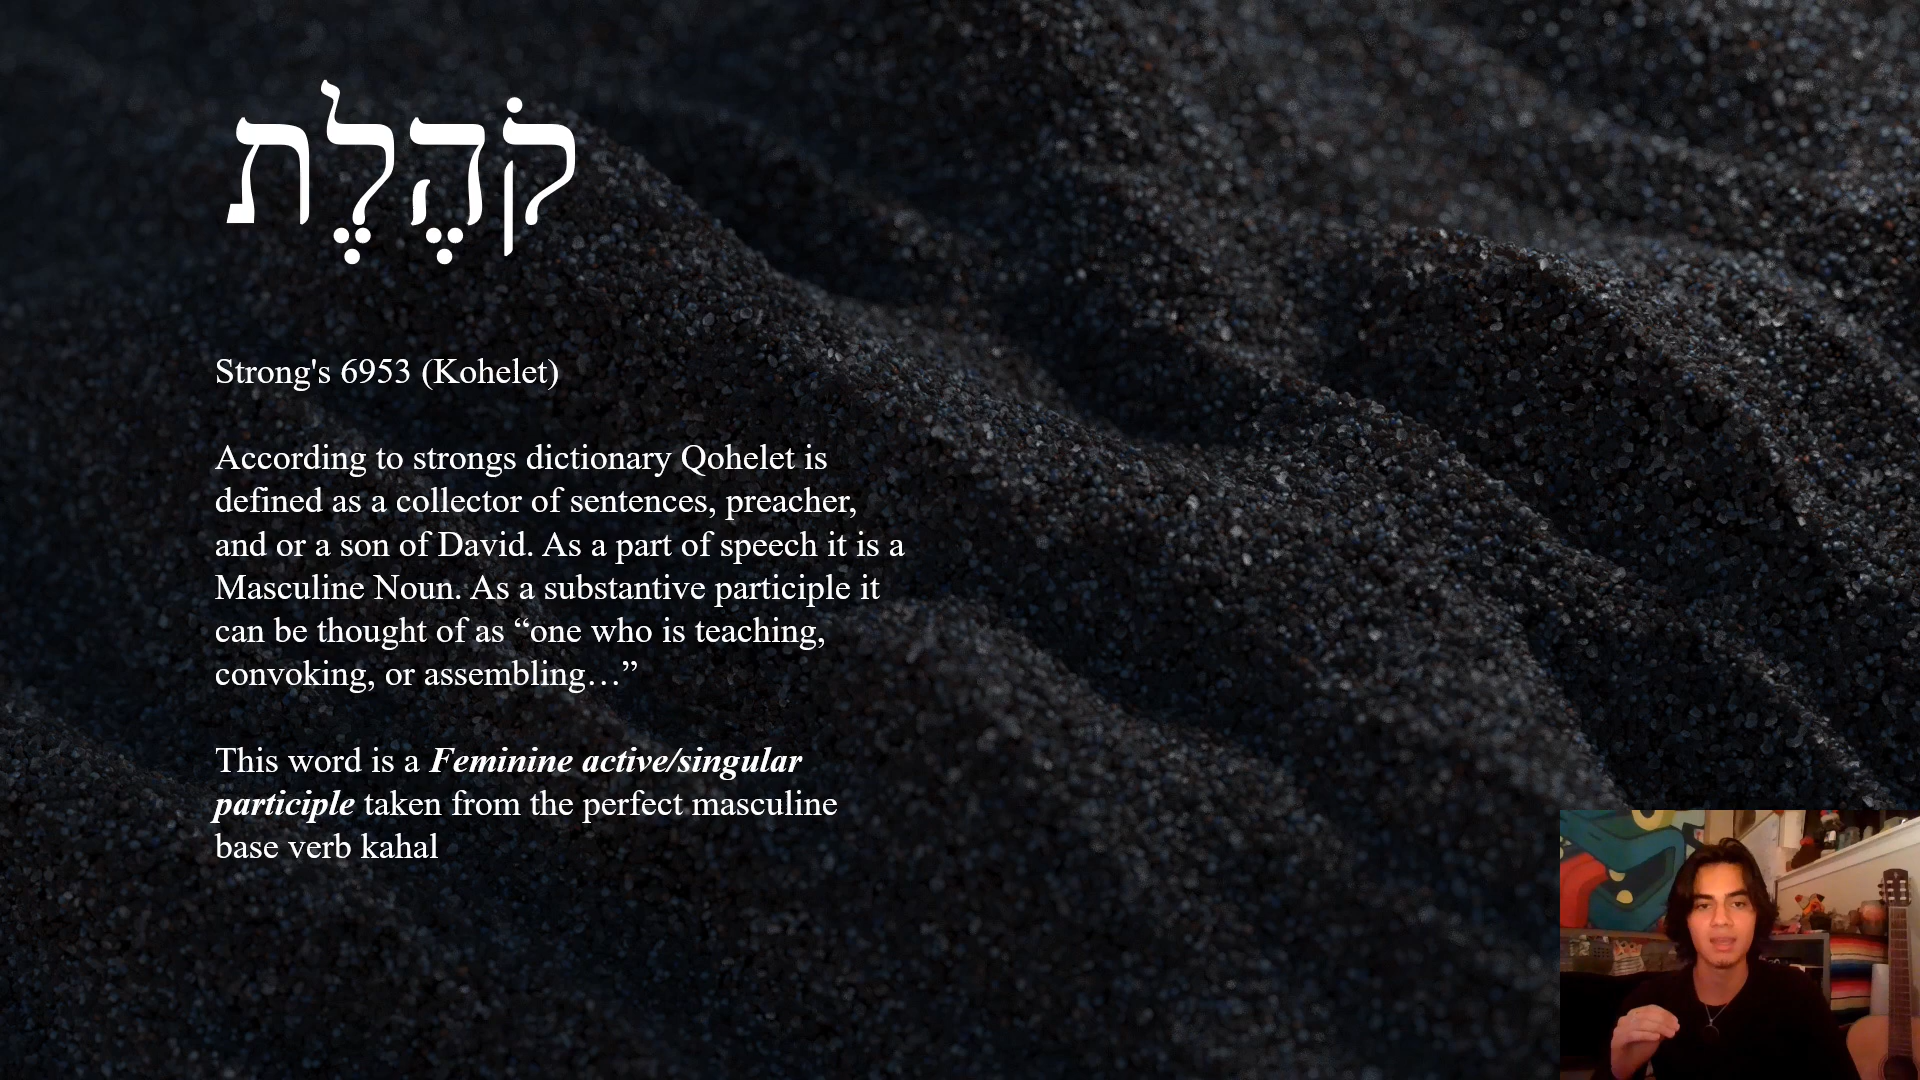 קֹהֶלֶת
Strong's 6953 (Kohelet)
According to strongs dictionary Qohelet is
defined as a collector of sentences, preacher,
and or a son of David. As a part of speech it is a
Masculine Noun. As a substantive participle it
can be thought of as “one who is teaching,
convoking, or assembling…”
This word is a Feminine active/singular
participle taken from the perfect masculine
base verb kahal